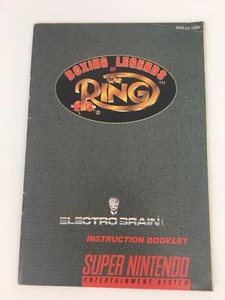 BOXING LEGENDS
OF
THE
RING
ELECTRO BRAIN
INSTRUCTION BOOKLET
SUPER NINTENDO
ENTERTAINMENT SYSTEM